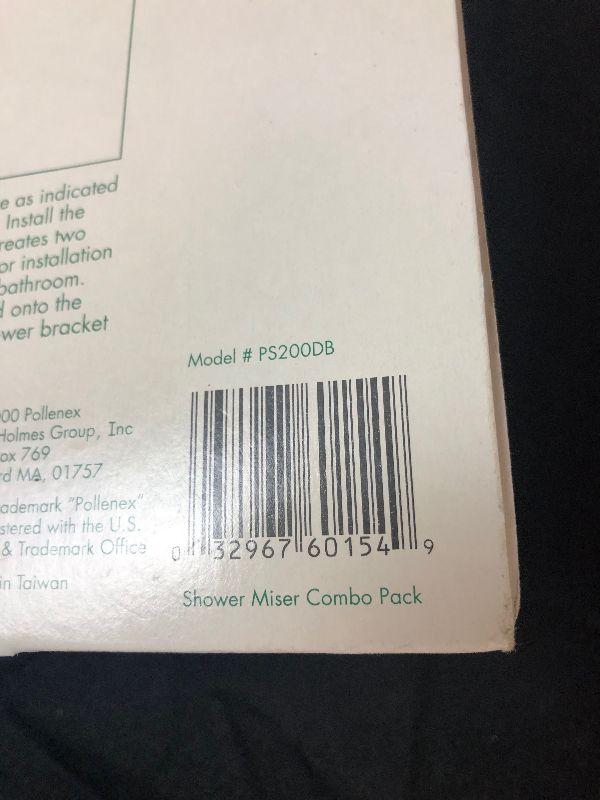 e as indicated
Install the
reates two
or installation
bathroom.
d onto the
wer bracket
Model # PS200DB
00 Pollenex
Holmes Group, Inc
ox 769
rd MA, 01757
ademark "Pollenex"
stered with the U.S.
& Trademark Office
in Taiwan
0 32967 60154 9
Shower Miser Combo Pack